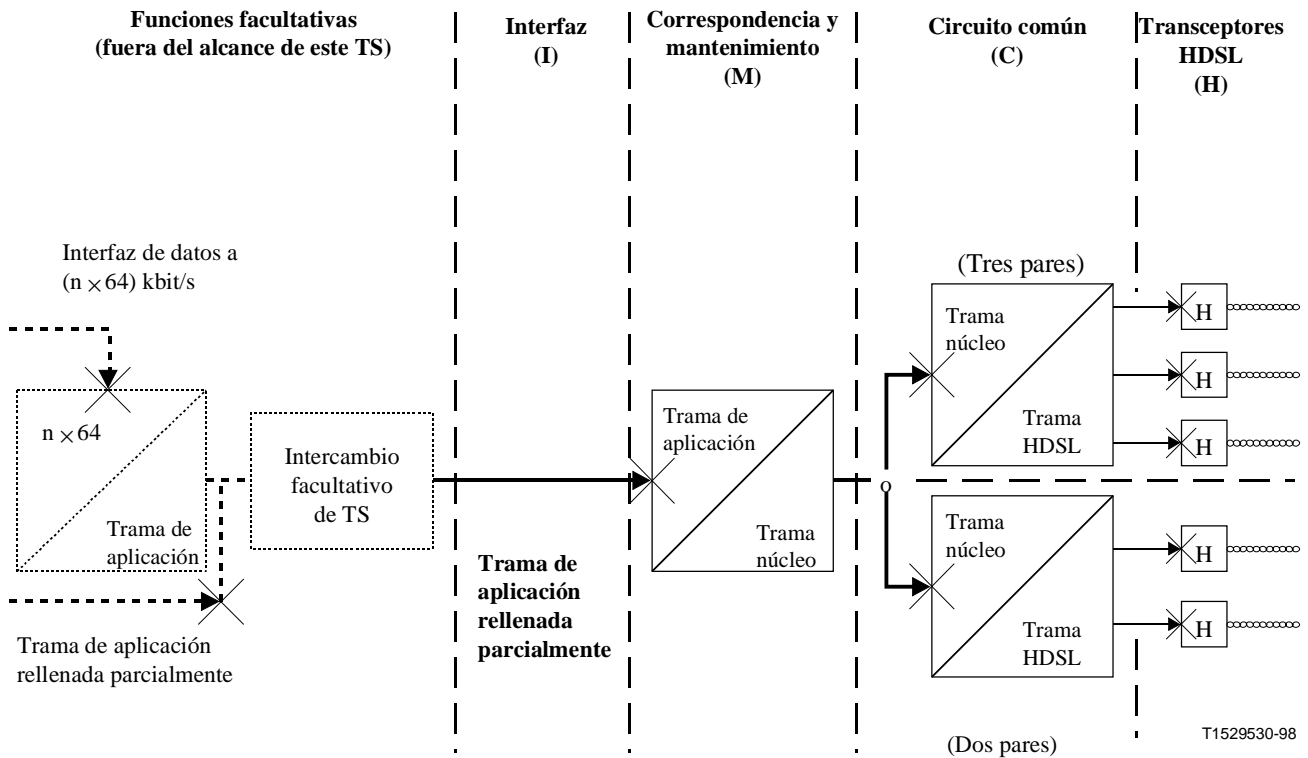 Funciones facultativas
(fuera del alcance de este TS)
Interfaz
(I)
Correspondencia y
mantenimiento
(M)
Circuito común
(C)
Transceptores
HDSL
(H)
Interfaz de datos a
(n × 64) kbit/s
n × 64
Trama de
aplicación
Trama de aplicación
rellenada parcialmente
Intercambio
facultativo
de TS
Trama de
aplicación
rellenada
parcialmente
Trama de
aplicación
Trama
núcleo
o
(Tres pares)
Trama
núcleo
Trama
HDSL
H
H
H
Trama
núcleo
Trama
HDSL
H
H
(Dos pares)
T1529530-98